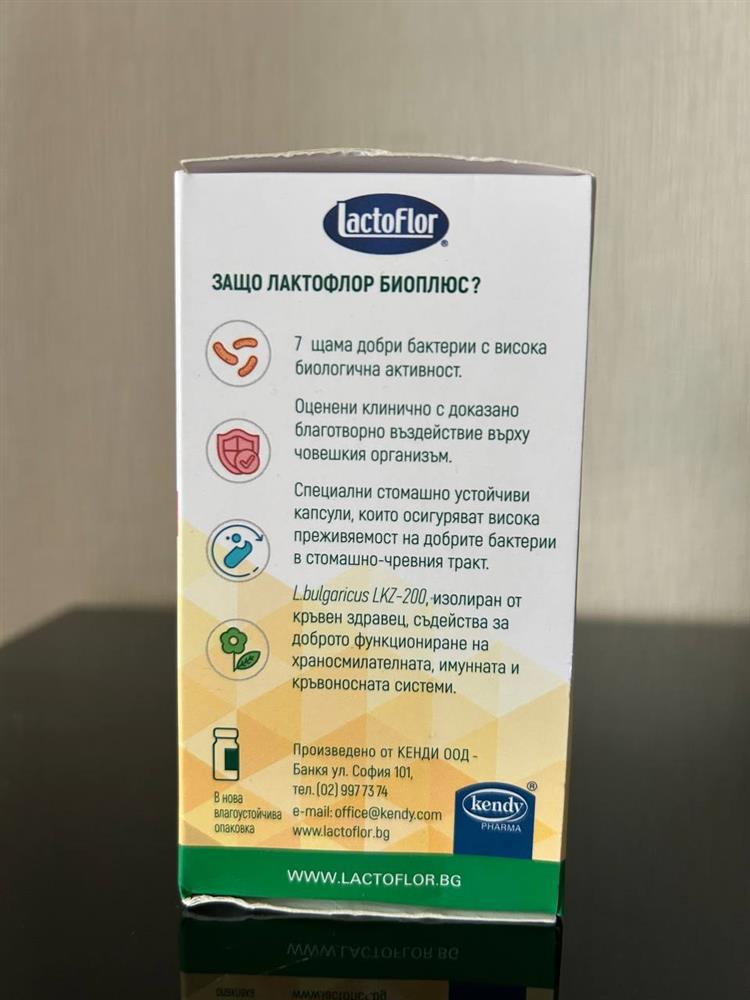 LactoFlor®
ЗАЩО ЛАКТОФЛОР БИОПЛЮС?
7 щама добри бактерии с висока
биологична активност.
Оценени клинично с доказано
благотворно въздействие върху
човешкия организъм.
Специални стомашно устойчиви
капсули, които осигуряват висока
преживяемост на добрите бактерии
в стомашно-чревния тракт.
L.bulgaricus LKZ-200, изолиран от
кръвен здравец, съдейства за
доброто функциониране на
храносмилателната, имунната и
кръвоносната системи.
В нова
влагоустойчива
опаковка
Произведено от КЕНДИ ООД -
Банкя ул. София 101,
тел. (02) 997 73 74
e-mail: office@kendy.com
www.lactoflor.bg
kendy®
PHARMA
WWW.LACTOFLOR.BG